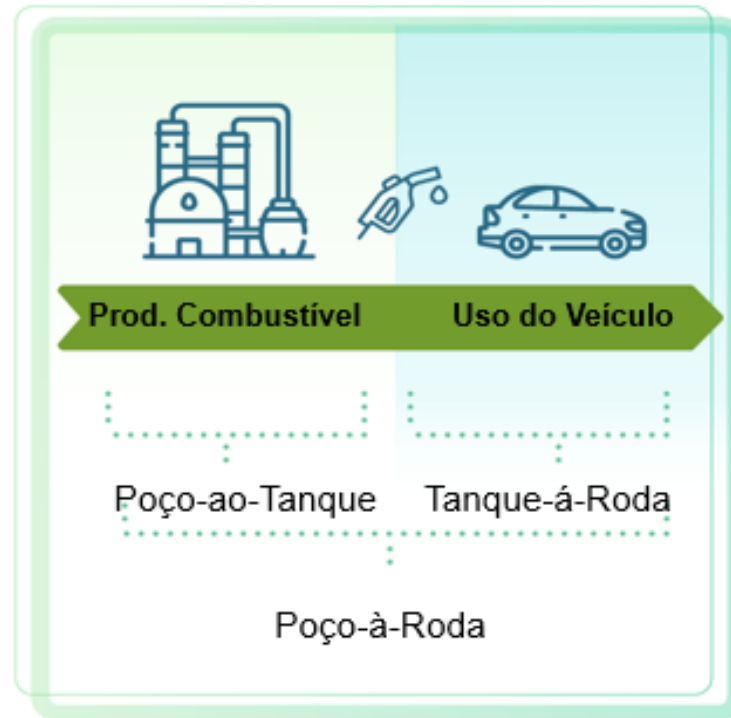 Prod. Combustível Uso do Veículo
Poço-ao-Tanque Tanque-á-Roda
Poço-à-Roda